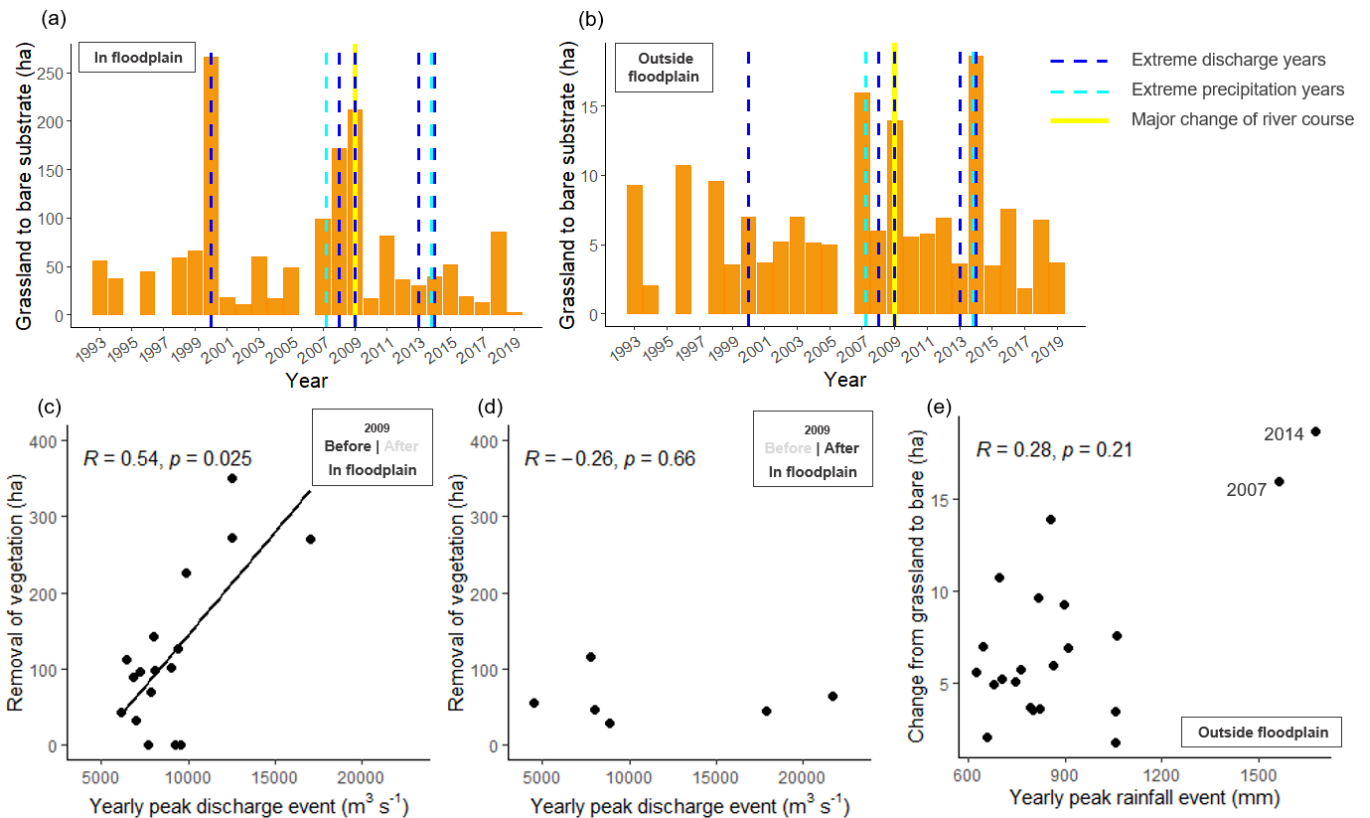 (a)
In floodplain
Grassland to bare substrate (ha)
250
200
150
100
50
0
1993
1995
1997
1999
2001
2003
2005
2007
2009
2011
2013
2015
2017
2019
Year
(b)
Outside
floodplain
Grassland to bare substrate (ha)
15
10
5
0
1993
1995
1997
1999
2001
2003
2005
2007
2009
2011
2013
2015
2017
2019
Year
Extreme discharge years
Extreme precipitation years
Major change of river course
(c)
2009
Before | After
In floodplain
R = 0.54, p = 0.025
Removal of vegetation (ha)
400
300
200
100
0
5000
10000
15000
20000
Yearly peak discharge event (m³ s⁻¹)
(d)
2009
Before | After
In floodplain
R = −0.26, p = 0.66
Removal of vegetation (ha)
400
300
200
100
0
5000
10000
15000
20000
Yearly peak discharge event (m³ s⁻¹)
(e)
R = 0.28, p = 0.21
2014
2007
Change from grassland to bare (ha)
15
10
5
Outside floodplain
600
900
1200
1500
Yearly peak rainfall event (mm)